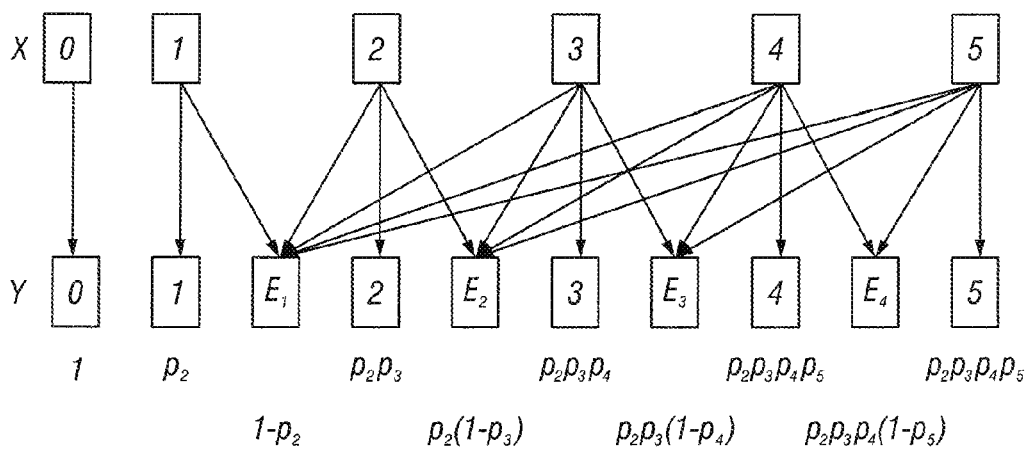 X 0 1 2 3 4 5
Y 0 1 E₁ 2 E₂ 3 E₃ 4 E₄ 5
1 p₂ p₂p₃ p₂p₃p₄ p₂p₃p₄p₅ p₂p₃p₄p₅
1-p₂ p₂(1-p₃) p₂p₃(1-p₄) p₂p₃p₄(1-p₅)